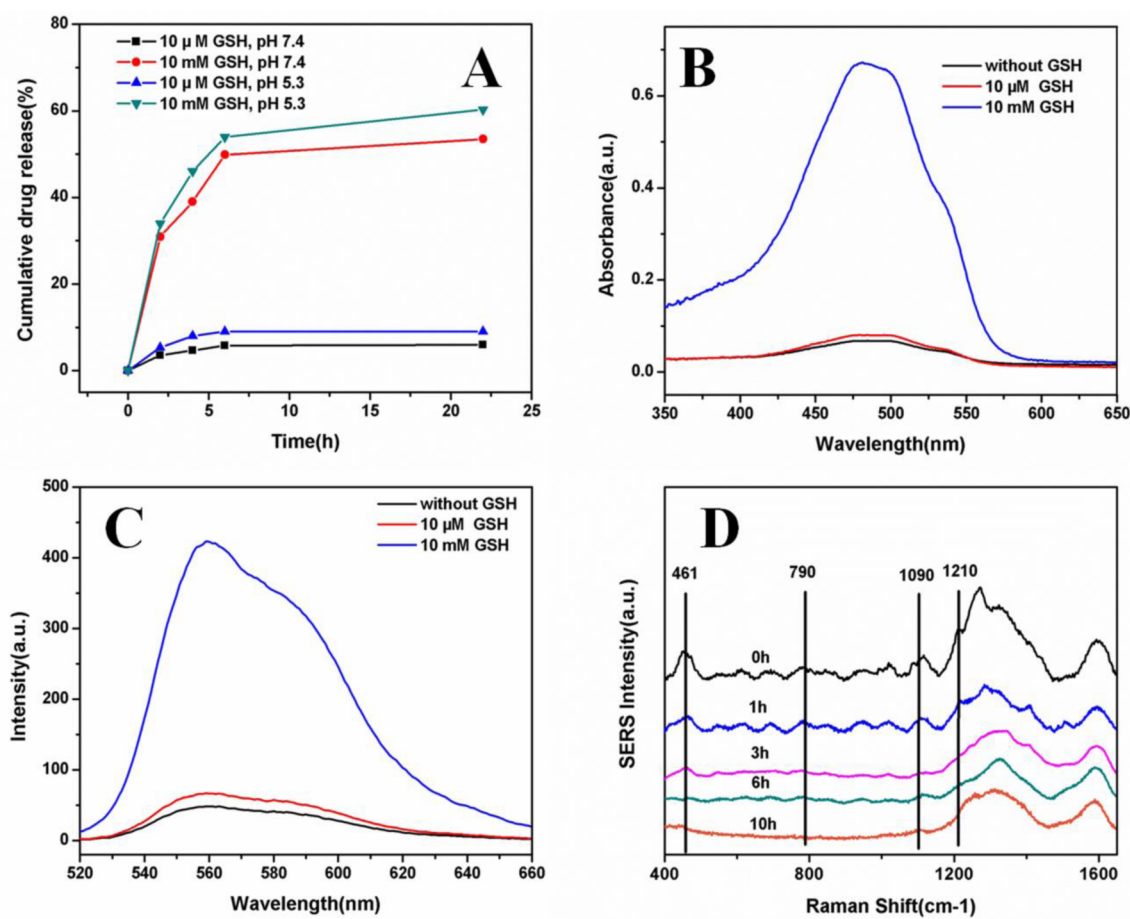 A
10 µ M GSH, pH 7.4
10 mM GSH, pH 7.4
10 µ M GSH, pH 5.3
10 mM GSH, pH 5.3
Cumulative drug release(%)
80
60
40
20
0
0 5 10 15 20 25
Time(h)
B
without GSH
10 µM GSH
10 mM GSH
Absorbance(a.u.)
0.6
0.4
0.2
0.0
350 400 450 500 550 600 650
Wavelength(nm)
C
without GSH
10 µM GSH
10 mM GSH
Intensity(a.u.)
500
400
300
200
100
0
520 540 560 580 600 620 640 660
Wavelength(nm)
D
461 790 1090 1210
0h
1h
3h
6h
10h
SERS Intensity(a.u.)
400 800 1200 1600
Raman Shift(cm-1)